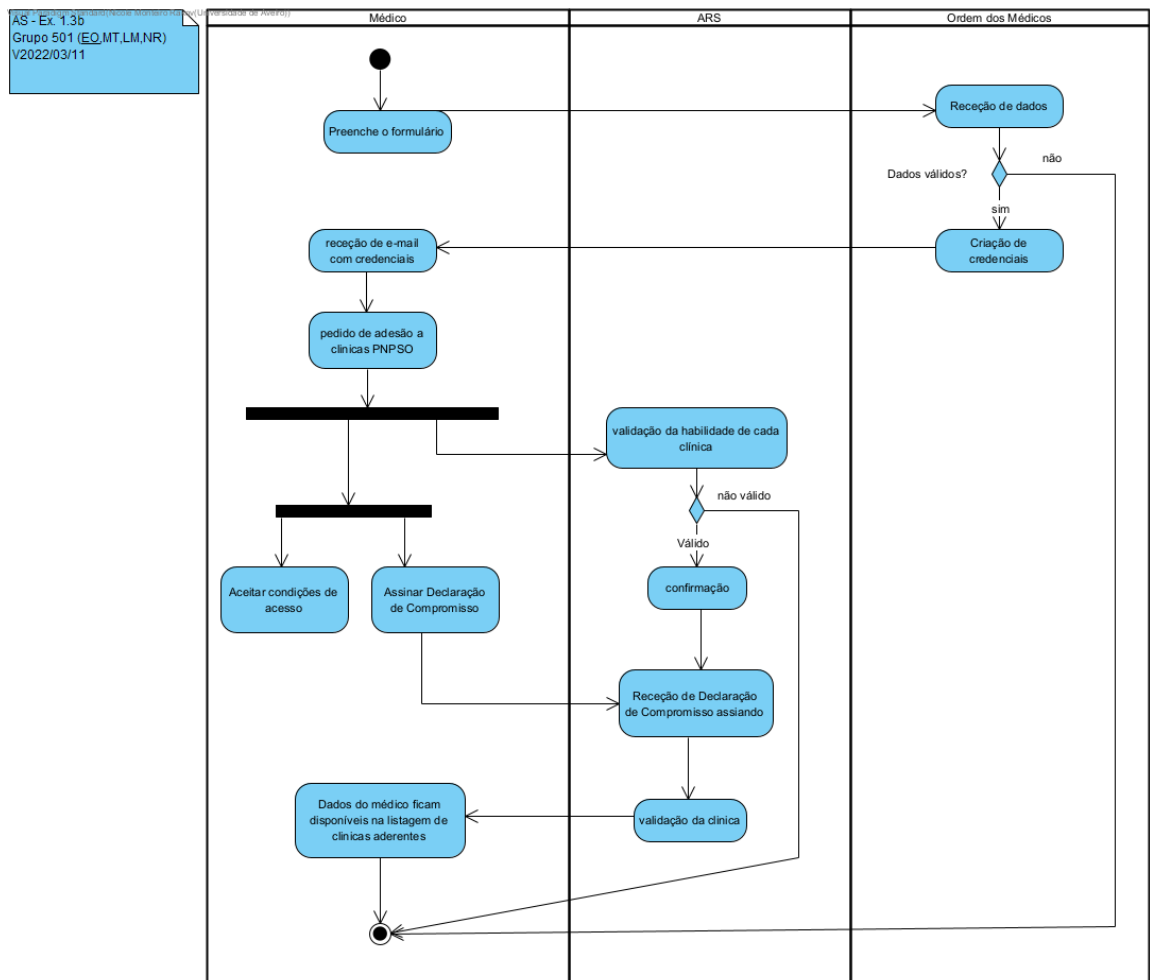 AS - Ex. 1.3b
Grupo 501 (EO,MT,LM,NR)
V2022/03/11
Médico
ARS
Ordem dos Médicos
Preenche o formulário
Receção de dados
Dados válidos?
não
sim
receção de e-mail
com credenciais
Criação de
credenciais
pedido de adesão a
clinicas PNPSO
validação da habilidade de cada
clínica
não válido
Válido
Aceitar condições de
acesso
Assinar Declaração
de Compromisso
confirmação
Receção de Declaração
de Compromisso assiando
Dados do médico ficam
disponíveis na listagem de
clinicas aderentes
validação da clinica